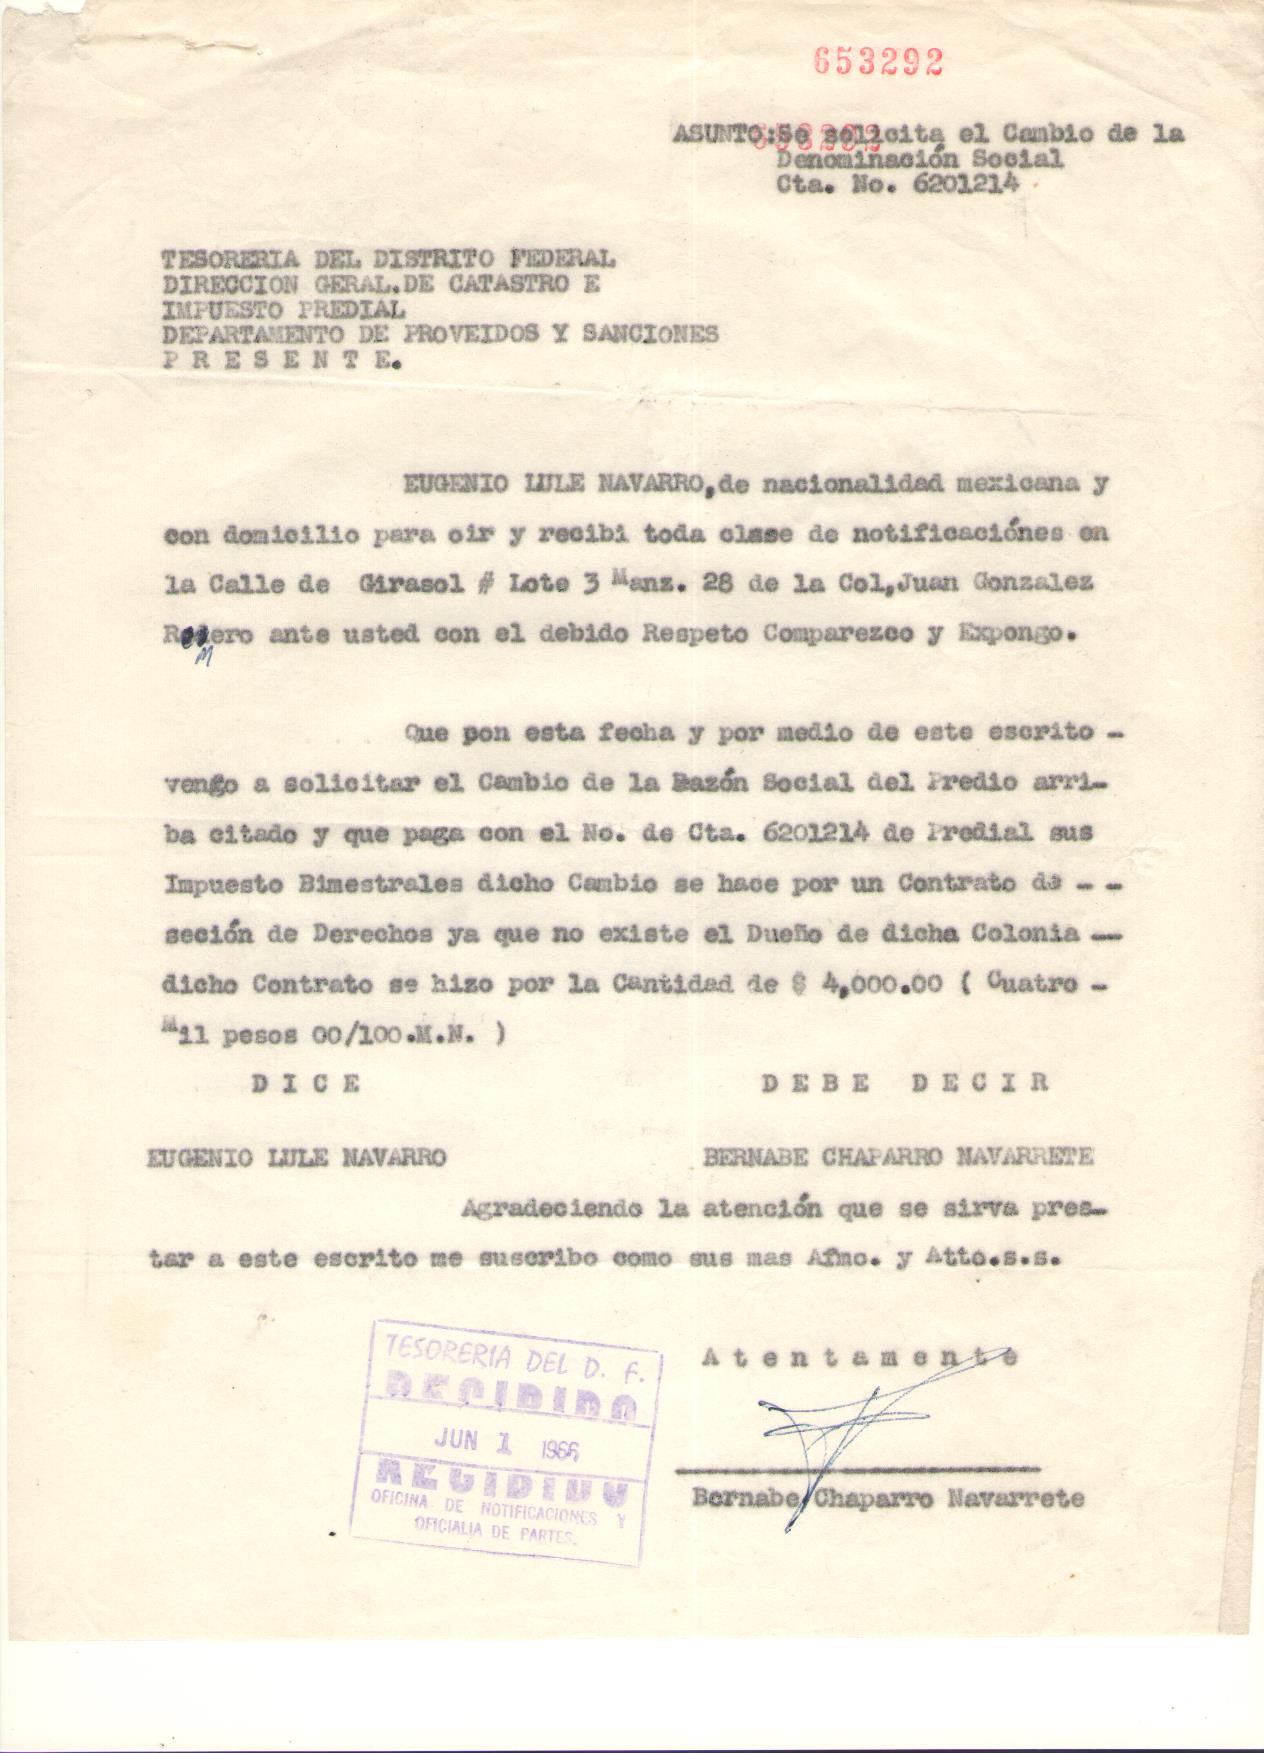 653292
653292
ASUNTO:Se solicita el Cambio de la
Denominación Social
Cta. No. 6201214
TESORERIA DEL DISTRITO FEDERAL
DIRECCION GERAL.DE CATASTRO E
IMPUESTO PREDIAL
DEPARTAMENTO DE PROVEIDOS Y SANCIONES
P R E S E N T E.
EUGENIO LULE NAVARRO,de nacionalidad mexicana y
con domicilio para oir y recibi toda clase de notificaciónes en
la Calle de Girasol # Lote 3 Manz. 28 de la Col,Juan Gonzalez
Romero ante usted con el debido Respeto Comparezco y Expongo.
Que pon esta fecha y por medio de este escrito -
vengo a solicitar el Cambio de la Razón Social del Predio arri-
ba citado y que paga con el No. de Cta. 6201214 de Predial sus
Impuesto Bimestrales dicho Cambio se hace por un Contrato de - -
seción de Derechos ya que no existe el Dueño de dicha Colonia --
dicho Contrato se hizo por la Cantidad de $ 4,000.00 ( Cuatro -
Mil pesos 00/100.M.N. )
D I C E D E B E D E C I R
EUGENIO LULE NAVARRO BERNABE CHAPARRO NAVARRETE
Agradeciendo la atención que se sirva pres-
tar a este escrito me suscribo como sus mas Afmo. y Atto.s.s.
A t e n t a m e n t e
Bernabe Chaparro Navarrete
TESORERIA DEL D. F.
RECIBIDO
JUN 1 1966
RECIBIDO
OFICINA DE NOTIFICACIONES Y
OFICIALIA DE PARTES.